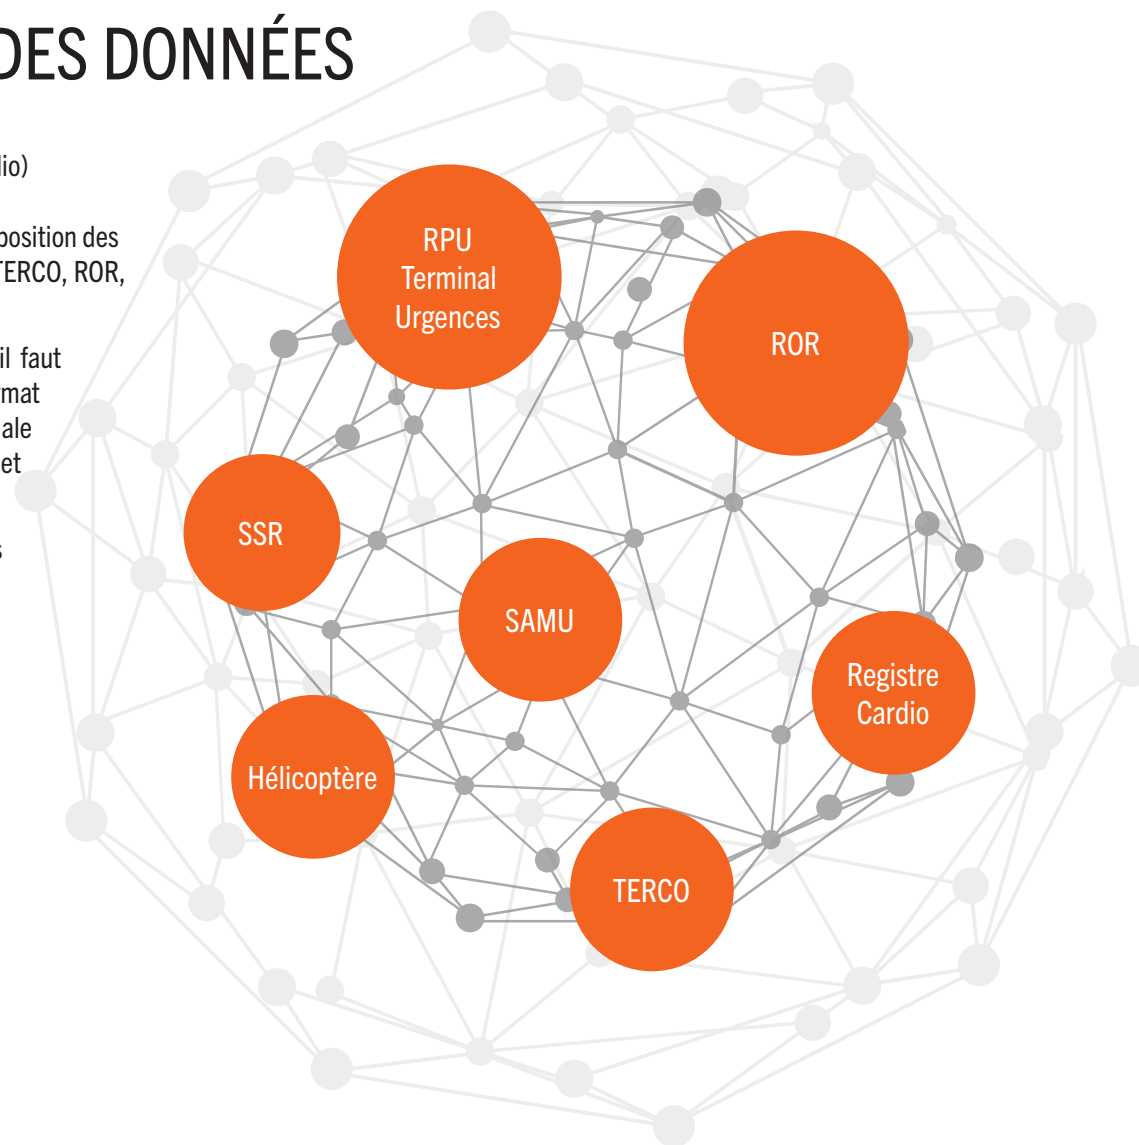 DES DONNÉES
dio)
position des
TERCO, ROR,
il faut
rmat
ale
et
s
RPU
Terminal
Urgences
ROR
SSR
SAMU
Registre
Cardio
Hélicoptère
TERCO